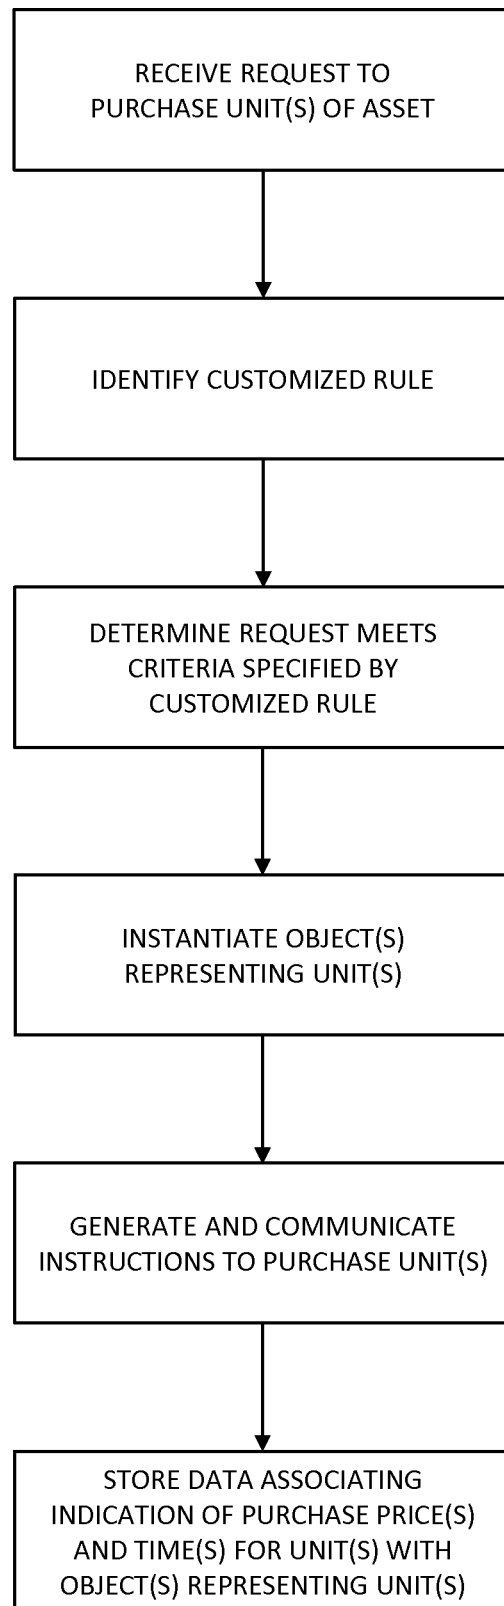 RECEIVE REQUEST TO
PURCHASE UNIT(S) OF ASSET
IDENTIFY CUSTOMIZED RULE
DETERMINE REQUEST MEETS
CRITERIA SPECIFIED BY
CUSTOMIZED RULE
INSTANTIATE OBJECT(S)
REPRESENTING UNIT(S)
GENERATE AND COMMUNICATE
INSTRUCTIONS TO PURCHASE UNIT(S)
STORE DATA ASSOCIATING
INDICATION OF PURCHASE PRICE(S)
AND TIME(S) FOR UNIT(S) WITH
OBJECT(S) REPRESENTING UNIT(S)